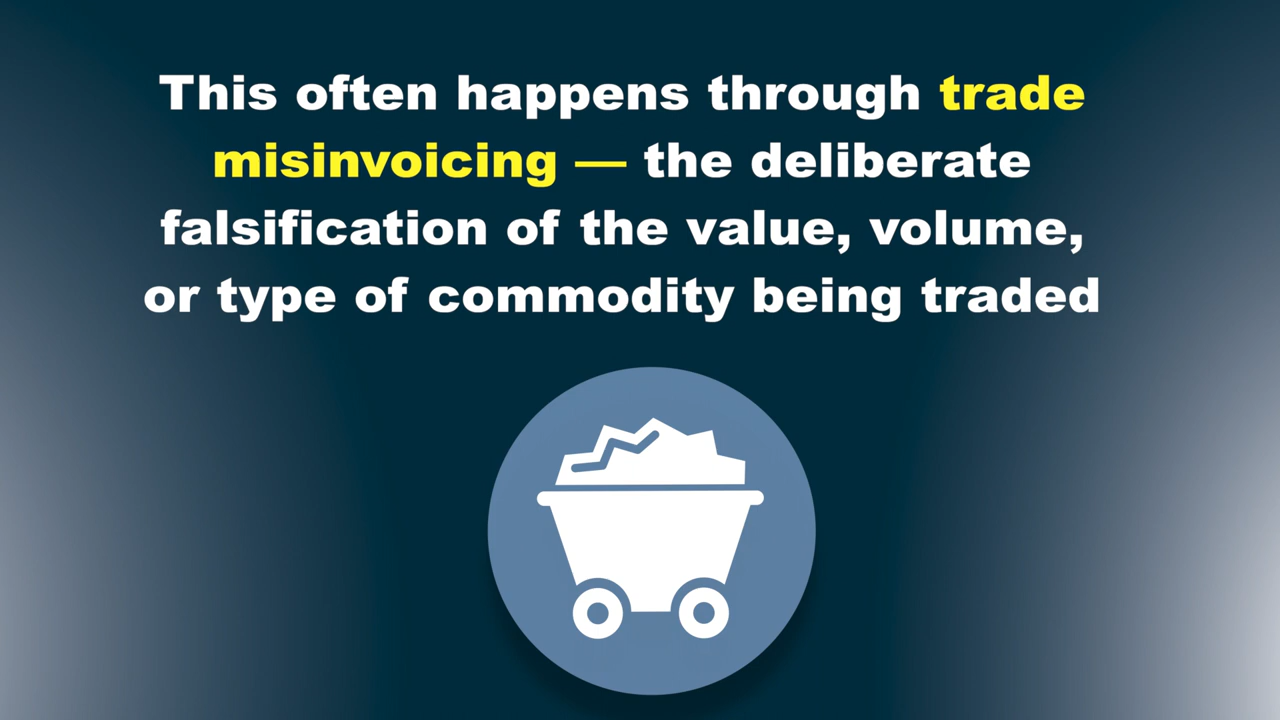 This often happens through trade
misinvoicing — the deliberate
falsification of the value, volume,
or type of commodity being traded